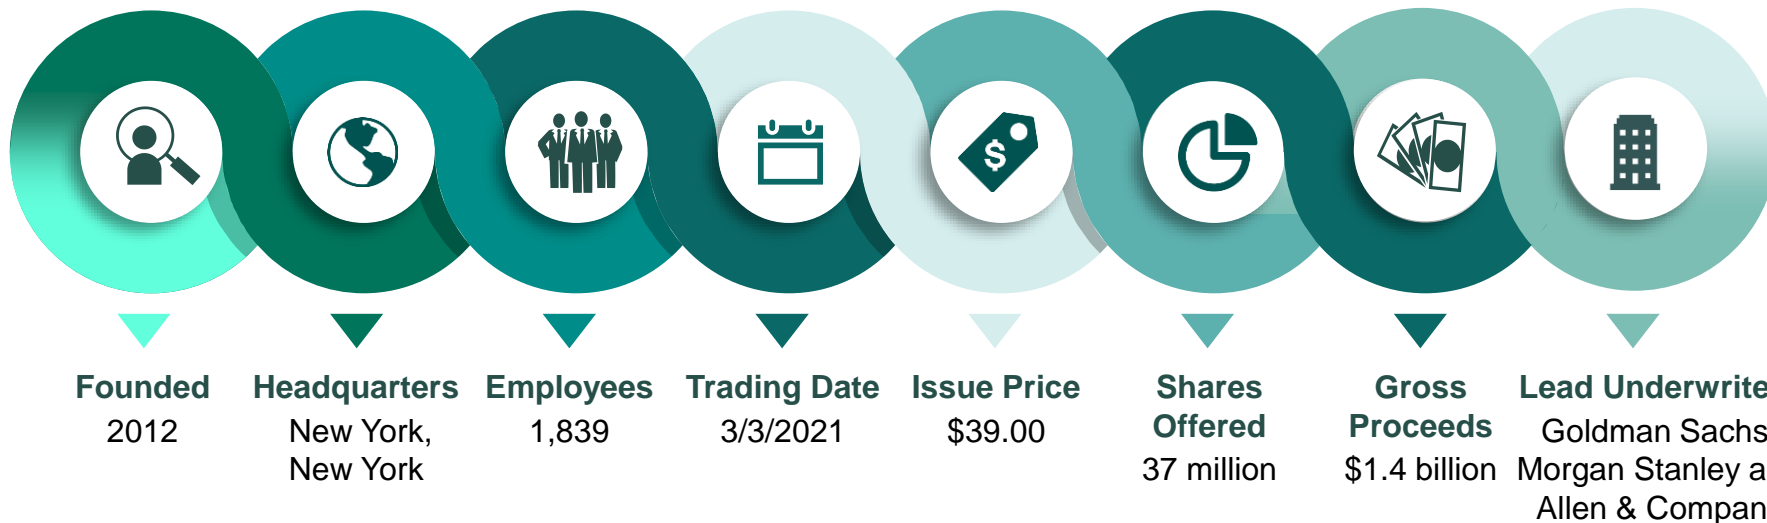 Founded
2012
Headquarters
New York,
New York
Employees
1,839
Trading Date
3/3/2021
Issue Price
$39.00
Shares
Offered
37 million
Gross
Proceeds
$1.4 billion
Lead Underwrite
Goldman Sachs
Morgan Stanley a
Allen & Compan
$